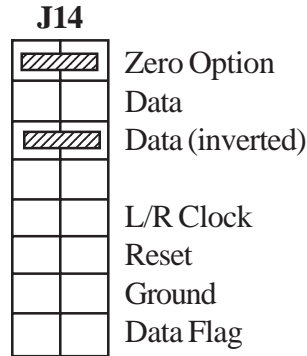 J14
Zero Option
Data
Data (inverted)
L/R Clock
Reset
Ground
Data Flag